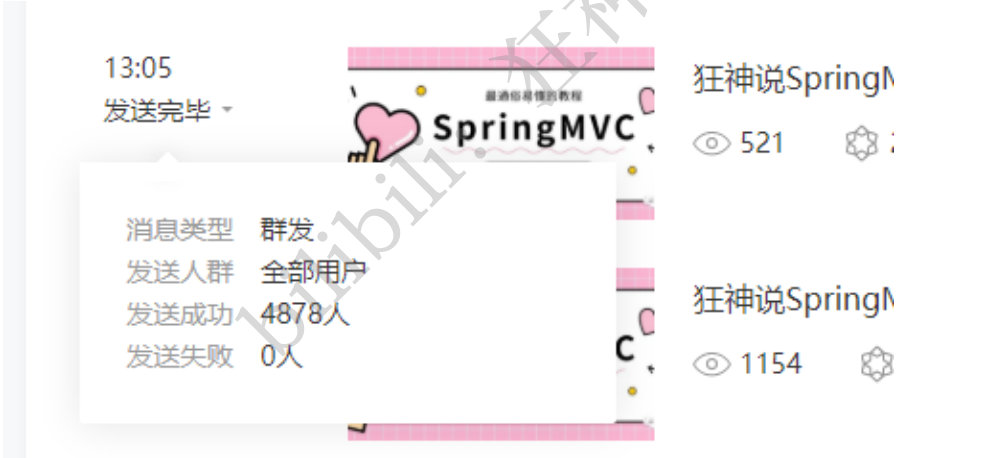 13:05
发送完毕
最通俗易懂的教程
SpringMVC
狂神说SpringM
521
消息类型 群发
发送人群 全部用户
发送成功 4878人
发送失败 0人
C
狂神说SpringM
1154
bilibili:狂神